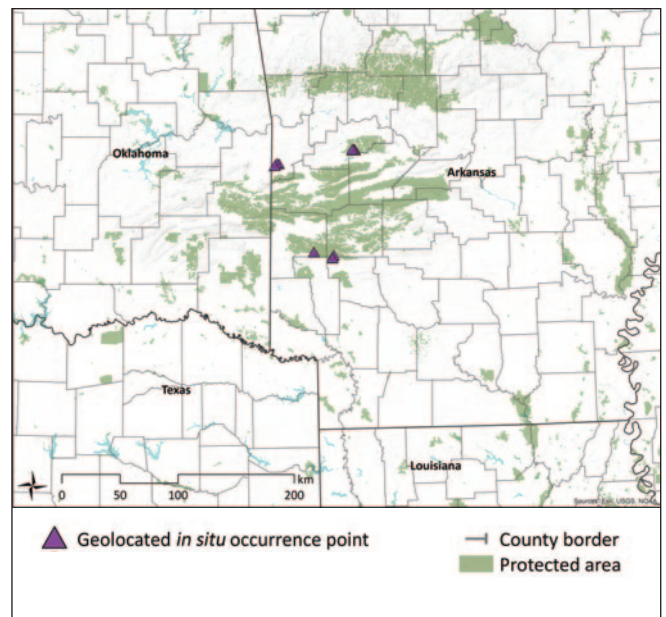 Oklahoma
Arkansas
Texas
Louisiana
km
0 50 100 200
Sources: Esri, USGS, NOAA
Geolocated in situ occurrence point
County border
Protected area